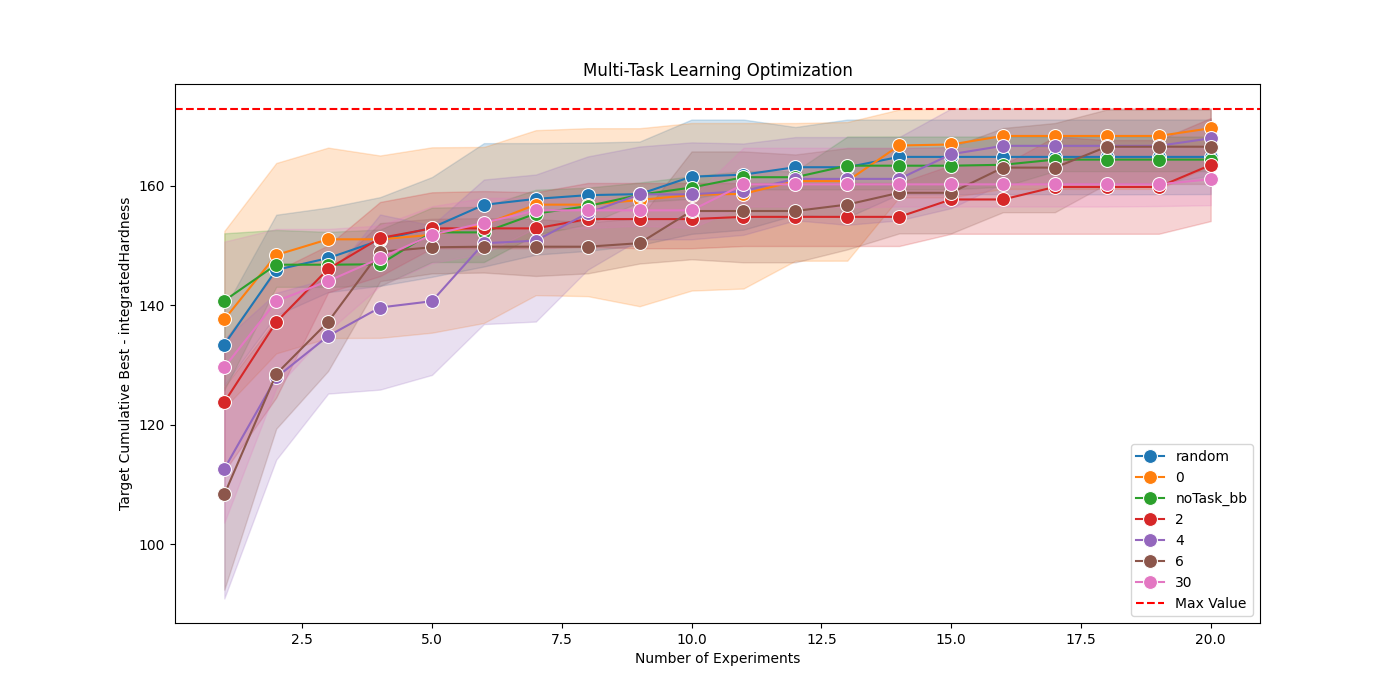 Multi-Task Learning Optimization
Target Cumulative Best - integratedHardness
160
140
120
100
2.5
5.0
7.5
10.0
12.5
15.0
17.5
20.0
Number of Experiments
random
0
noTask_bb
2
4
6
30
Max Value